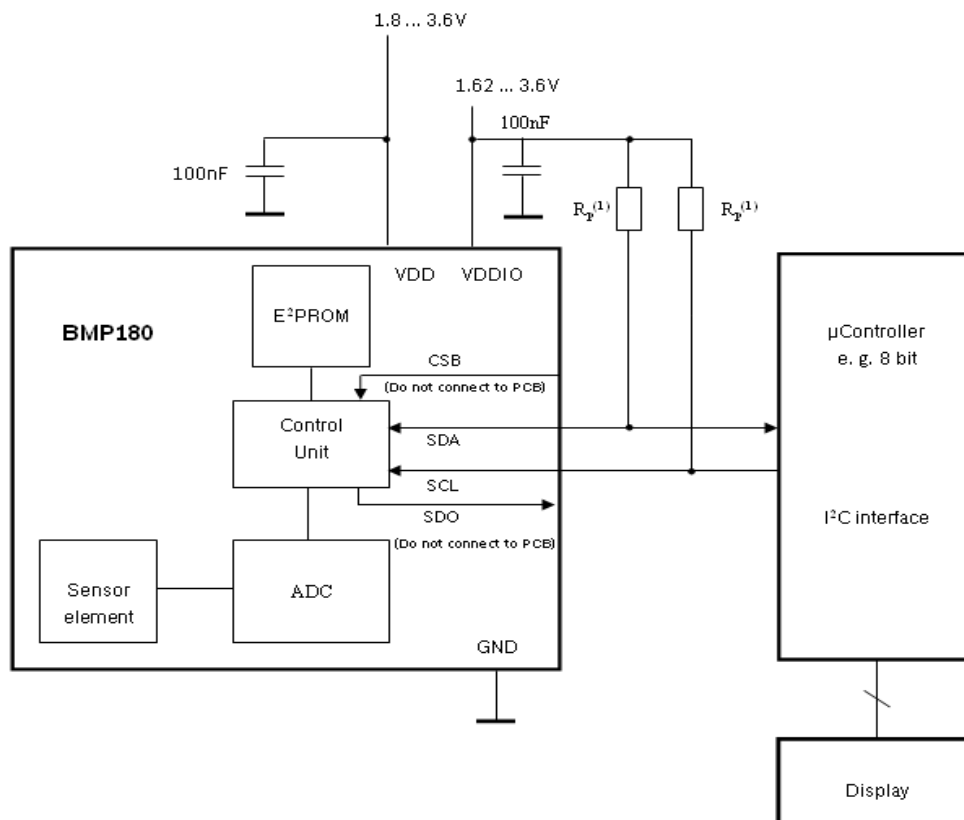 1.8 ... 3.6V
1.62 ... 3.6V
100nF
100nF
Rp(1)
Rp(1)
VDD
VDDIO
BMP180
E²PROM
CSB
(Do not connect to PCB)
Control
Unit
SDA
SCL
SDO
(Do not connect to PCB)
Sensor
element
ADC
GND
µController
e. g. 8 bit
I²C interface
Display